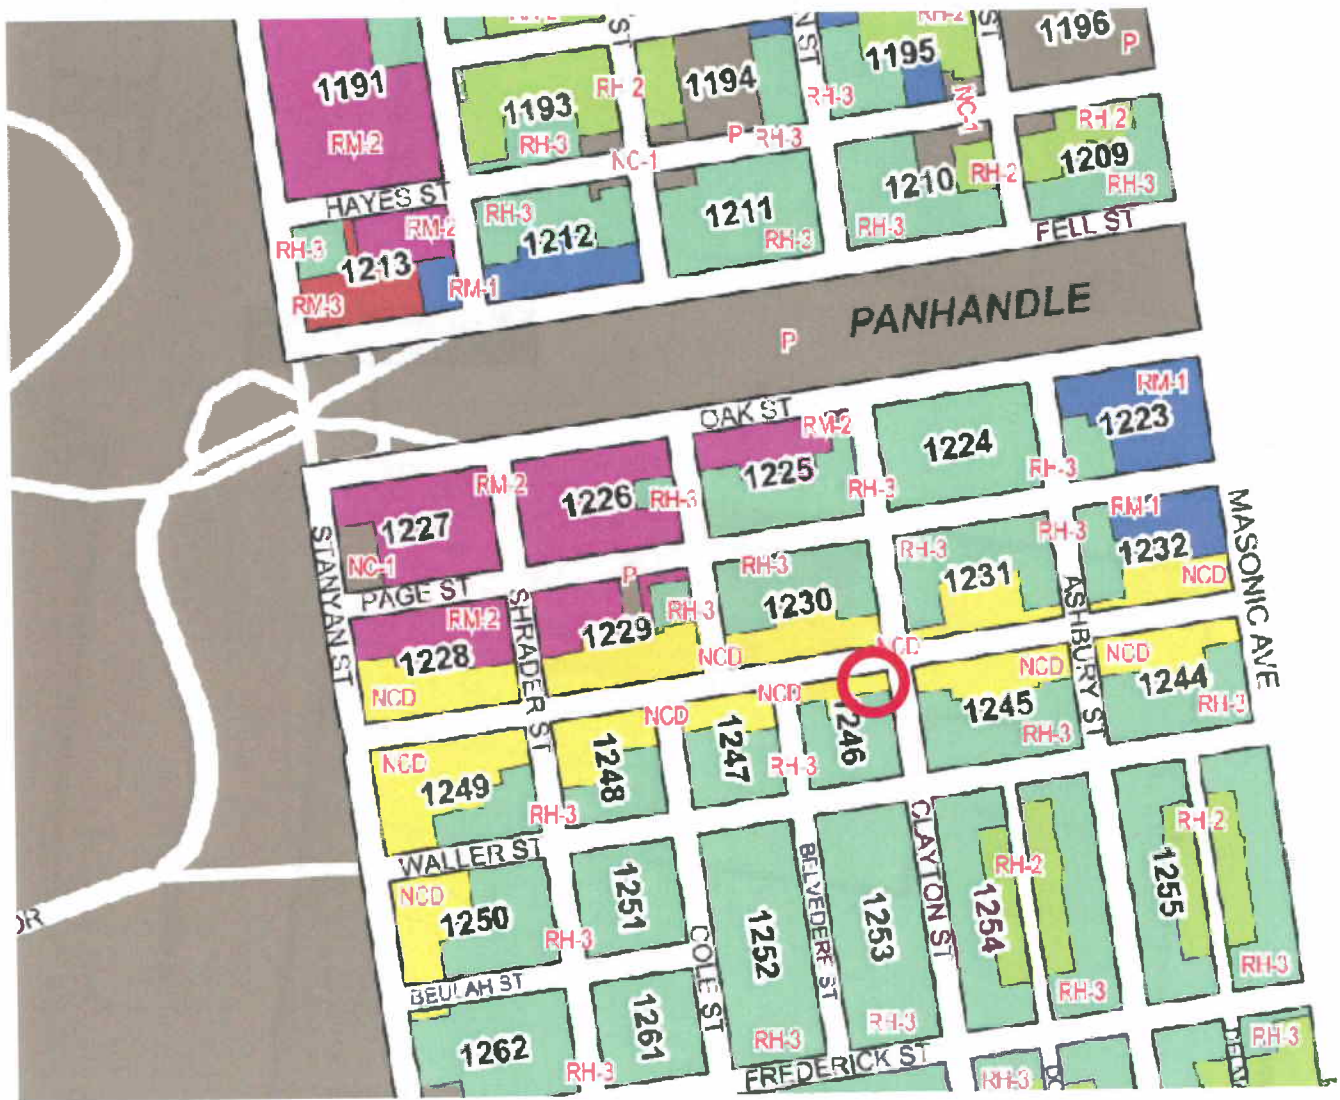 RH-2
ST
N ST
RH-2
ST
1196
P
1191
RM-2
1193
RH-3
RH-2
1194
P
RH-3
NC-1
1195
RH-3
NC-1
RH-2
1209
RH-3
HAYES ST
RH-3
1212
1211
RH-3
1210
RH-2
RH-3
FELL ST
RH-3
RM-2
1213
RM-3
RM-1
PANHANDLE
P
OAK ST
RM-2
1225
RH-3
1224
RH-3
RM-1
1223
RM-2
1227
NC-1
1226
RH-3
STANYAN ST
PAGE ST
RH-3
1230
RH-3
1231
RH-3
RM-1
1232
NCD
MASONIC AVE
ASHBURY ST
P
RH-3
1229
NCD
SHRADER ST
RM-2
1228
NCD
NCD
NCD
1246
NCD
1245
RH-3
NCD
1244
RH-3
NCD
1249
NCD
1248
RH-3
1247
RH-3
WALLER ST
NCD
1250
RH-3
1251
COLE ST
1252
RH-3
BELVEDERE ST
1253
RH-3
CLAYTON ST
1254
RH-2
RH-3
1255
RH-2
RH-3
DR
BEULAH ST
1262
RH-3
1261
FREDERICK ST
RH-3
RH-3